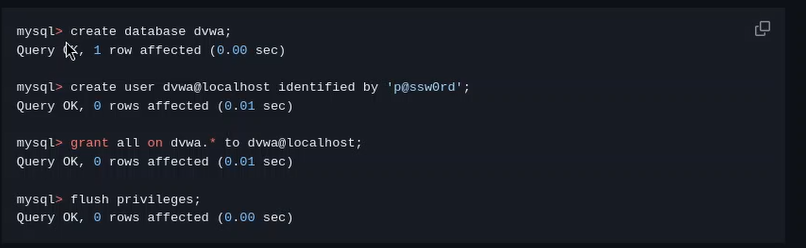 mysql> create database dvwa;
Query OK, 1 row affected (0.00 sec)
mysql> create user dvwa@localhost identified by 'p@ssw0rd';
Query OK, 0 rows affected (0.01 sec)
mysql> grant all on dvwa.* to dvwa@localhost;
Query OK, 0 rows affected (0.01 sec)
mysql> flush privileges;
Query OK, 0 rows affected (0.00 sec)